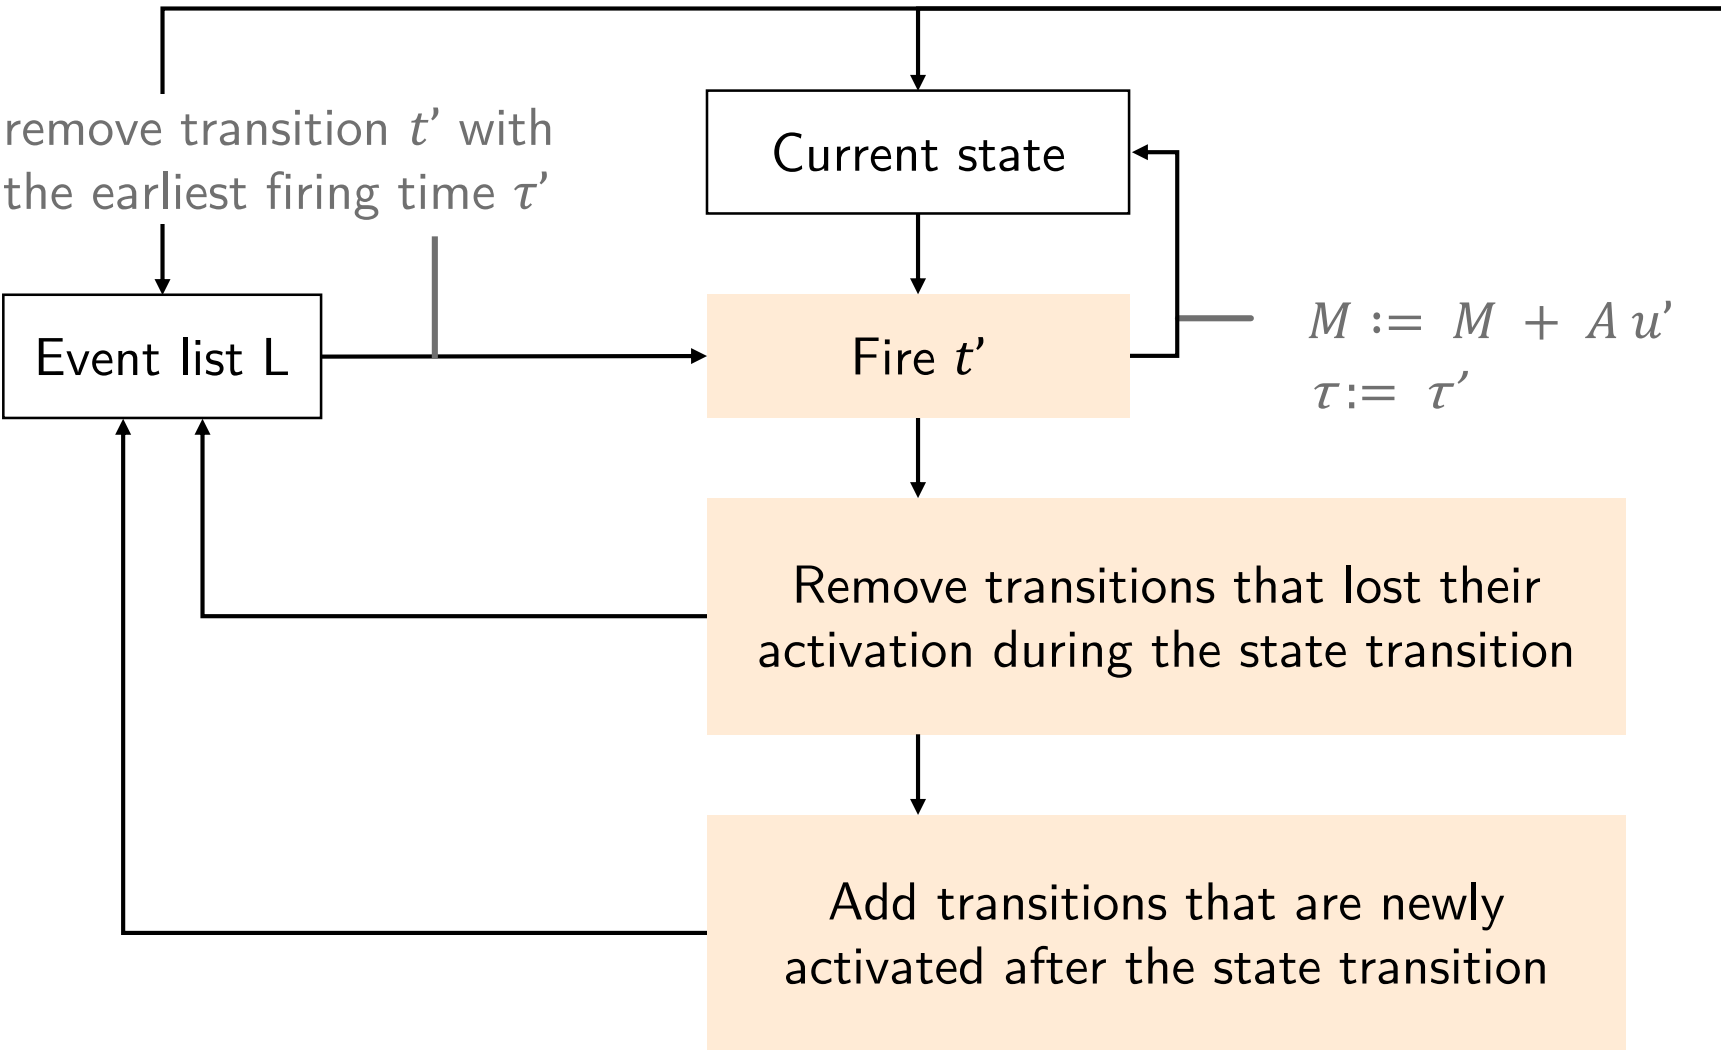 remove transition t’ with
the earliest firing time τ’
Current state
Event list L
Fire t’
M := M + A u’
τ := τ’
Remove transitions that lost their
activation during the state transition
Add transitions that are newly
activated after the state transition